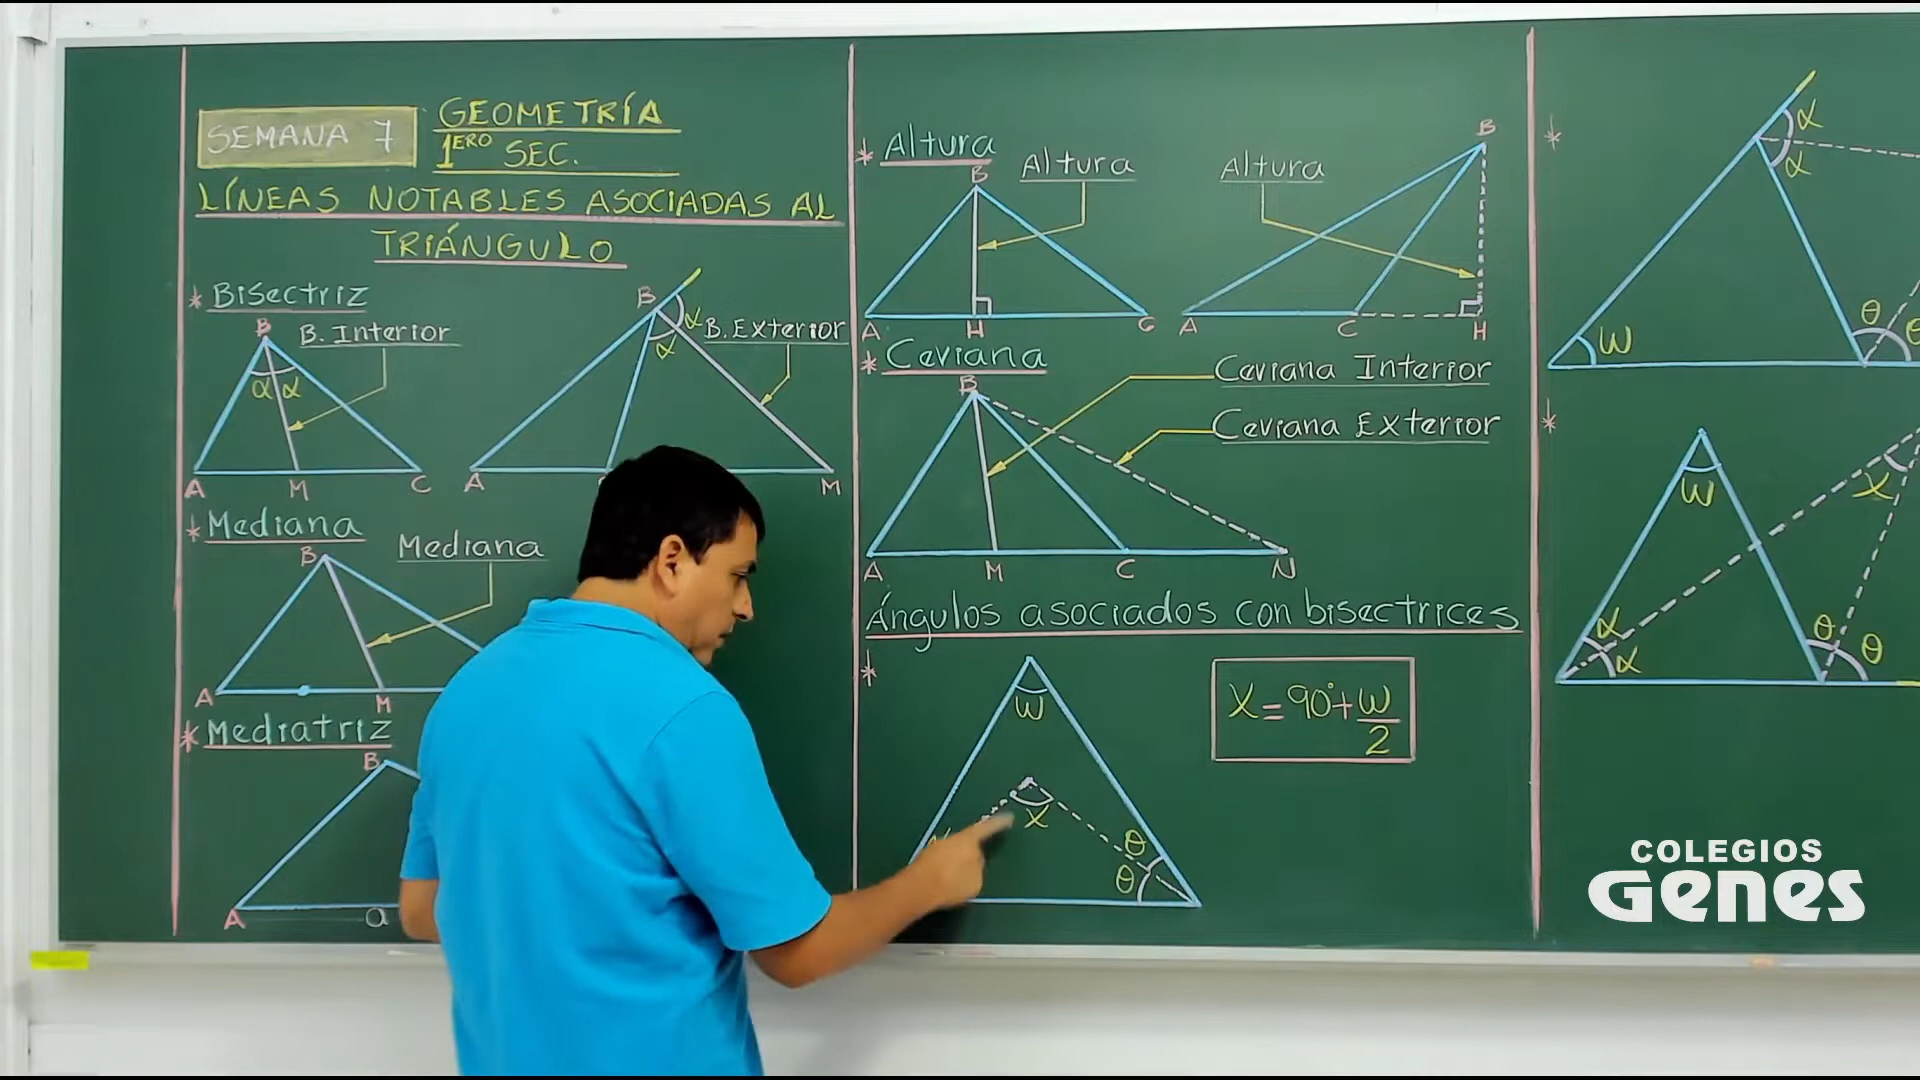 SEMANA 7
GEOMETRÍA
1ERO SEC.
LÍNEAS NOTABLES ASOCIADAS AL
TRIÁNGULO
* Bisectriz
B
B. Interior
α α
A M C
B
α
α
B. Exterior
A M
* Mediana
B
Mediana
A M
* Mediatriz
B
A a
* Altura
B
Altura
A H C
Altura
B
A C H
* Ceviana
B
Ceviana Interior
Ceviana Exterior
A M C N
Ángulos asociados con bisectrices
*
W
X
θ
θ
X = 90° + W
2
*
α
α
W
θ
*
W
X
α
α
θ
θ
COLEGIOS
Genes